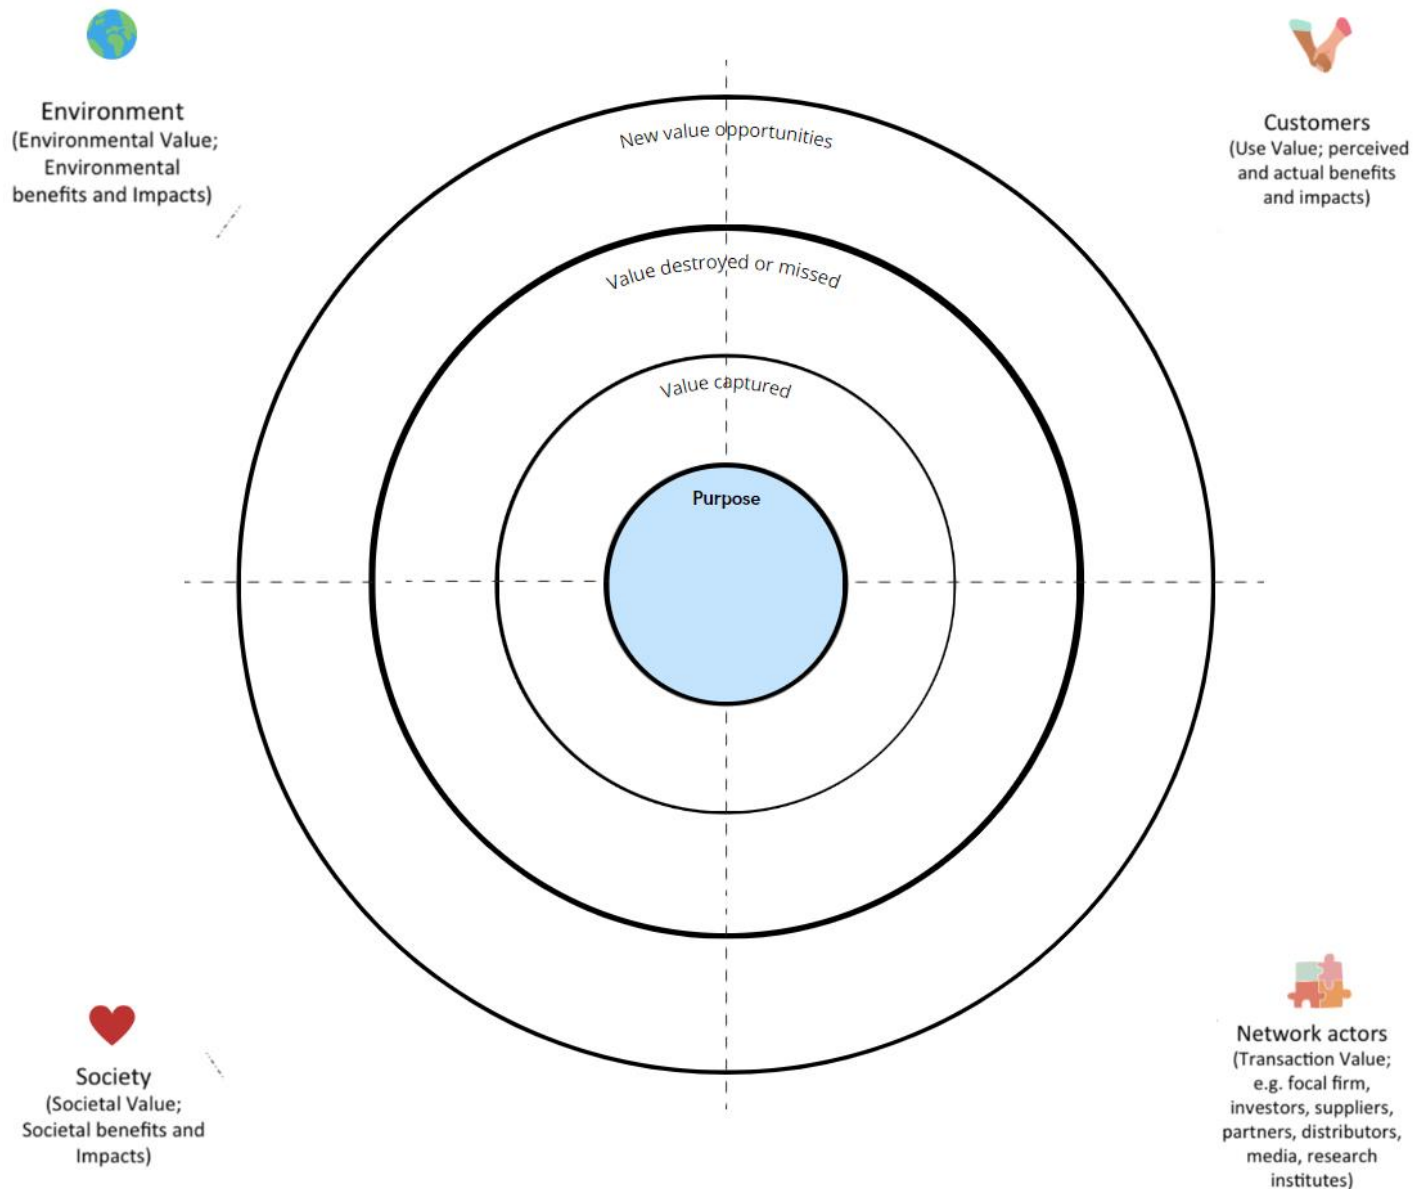 Environment
(Environmental Value;
Environmental
benefits and Impacts)
Customers
(Use Value; perceived
and actual benefits
and impacts)
New value opportunities
Value destroyed or missed
Value captured
Purpose
Society
(Societal Value;
Societal benefits and
Impacts)
Network actors
(Transaction Value;
e.g. focal firm,
investors, suppliers,
partners, distributors,
media, research
institutes)